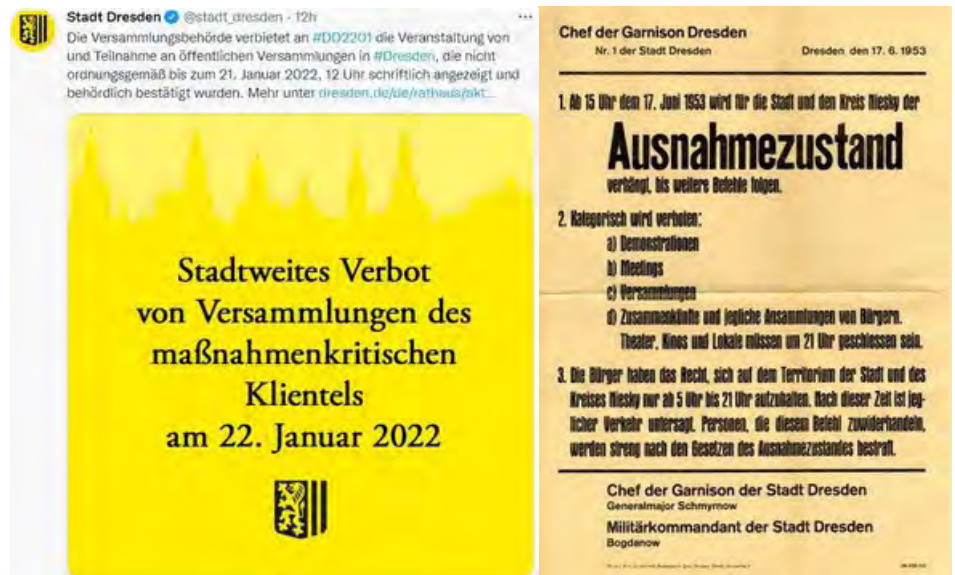 Stadt Dresden @stadt_dresden · 12h
Die Versammlungsbehörde verbietet an #DD2201 die Veranstaltung von
und Teilnahme an öffentlichen Versammlungen in #Dresden, die nicht
ordnungsgemäß bis zum 21. Januar 2022, 12 Uhr schriftlich angezeigt und
behördlich bestätigt wurden. Mehr unter dresden.de/de/rathaus/akt...
Stadtweites Verbot
von Versammlungen des
maßnahmenkritischen
Klientels
am 22. Januar 2022
Chef der Garnison Dresden
Nr. 1 der Stadt Dresden Dresden den 17. 6. 1953
1. Ab 15 Uhr dem 17. Juni 1953 wird für die Stadt und den Kreis Niesky der
Ausnahmezustand
verhängt, bis weitere Befehle folgen.
2. Kategorisch wird verboten:
a) Demonstrationen
b) Meetings
c) Versammlungen
d) Zusammenkünfte und jegliche Ansammlungen von Bürgern.
Theater, Kinos und Lokale müssen um 21 Uhr geschlossen sein.
3. Die Bürger haben das Recht, sich auf dem Territorium der Stadt und des
Kreises Niesky nur ab 5 Uhr bis 21 Uhr aufzuhalten. Nach dieser Zeit ist jeg-
licher Verkehr untersagt. Personen, die diesem Befehl zuwiderhandeln,
werden streng nach den Gesetzen des Ausnahmezustandes bestraft.
Chef der Garnison der Stadt Dresden
Generalmajor Schmyrnow
Militärkommandant der Stadt Dresden
Bogdanow